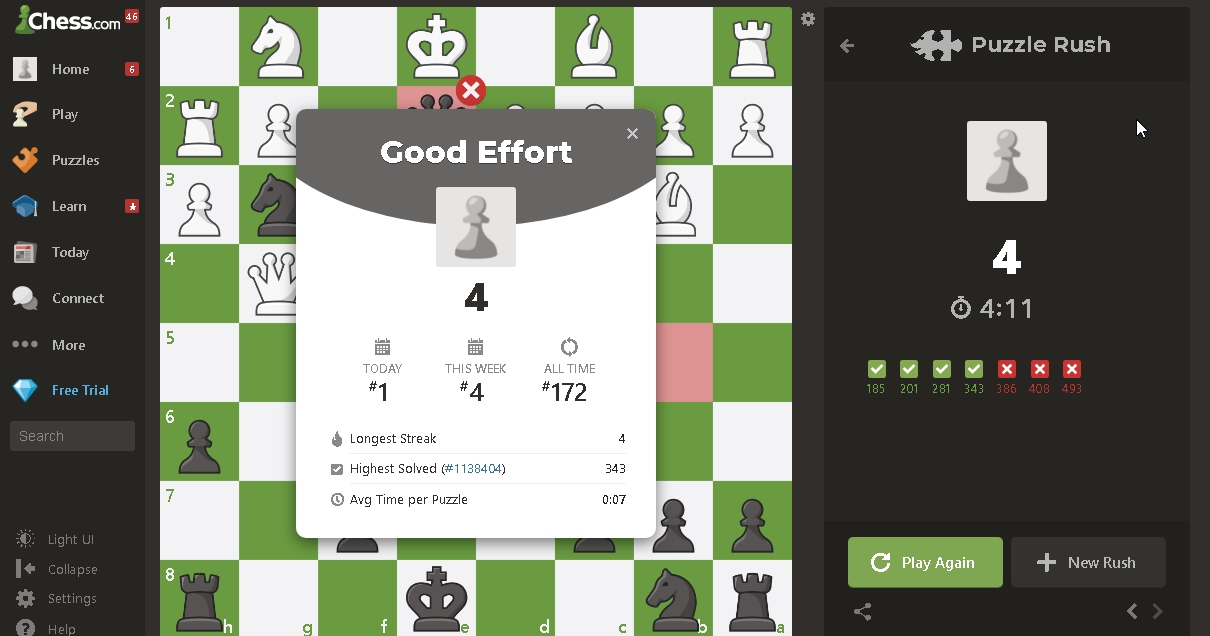 Chess.com 46
Home 6
Play
Puzzles
Learn
Today
Connect
More
Free Trial
Search
Light UI
Collapse
Settings
Help
1
2
3
4
5
6
7
8
h g f e d c b a
Good Effort
4
TODAY THIS WEEK ALL TIME
#1 #4 #172
Longest Streak 4
Highest Solved (#1138404) 343
Avg Time per Puzzle 0:07
Puzzle Rush
4
4:11
185 201 281 343 386 408 493
Play Again
New Rush